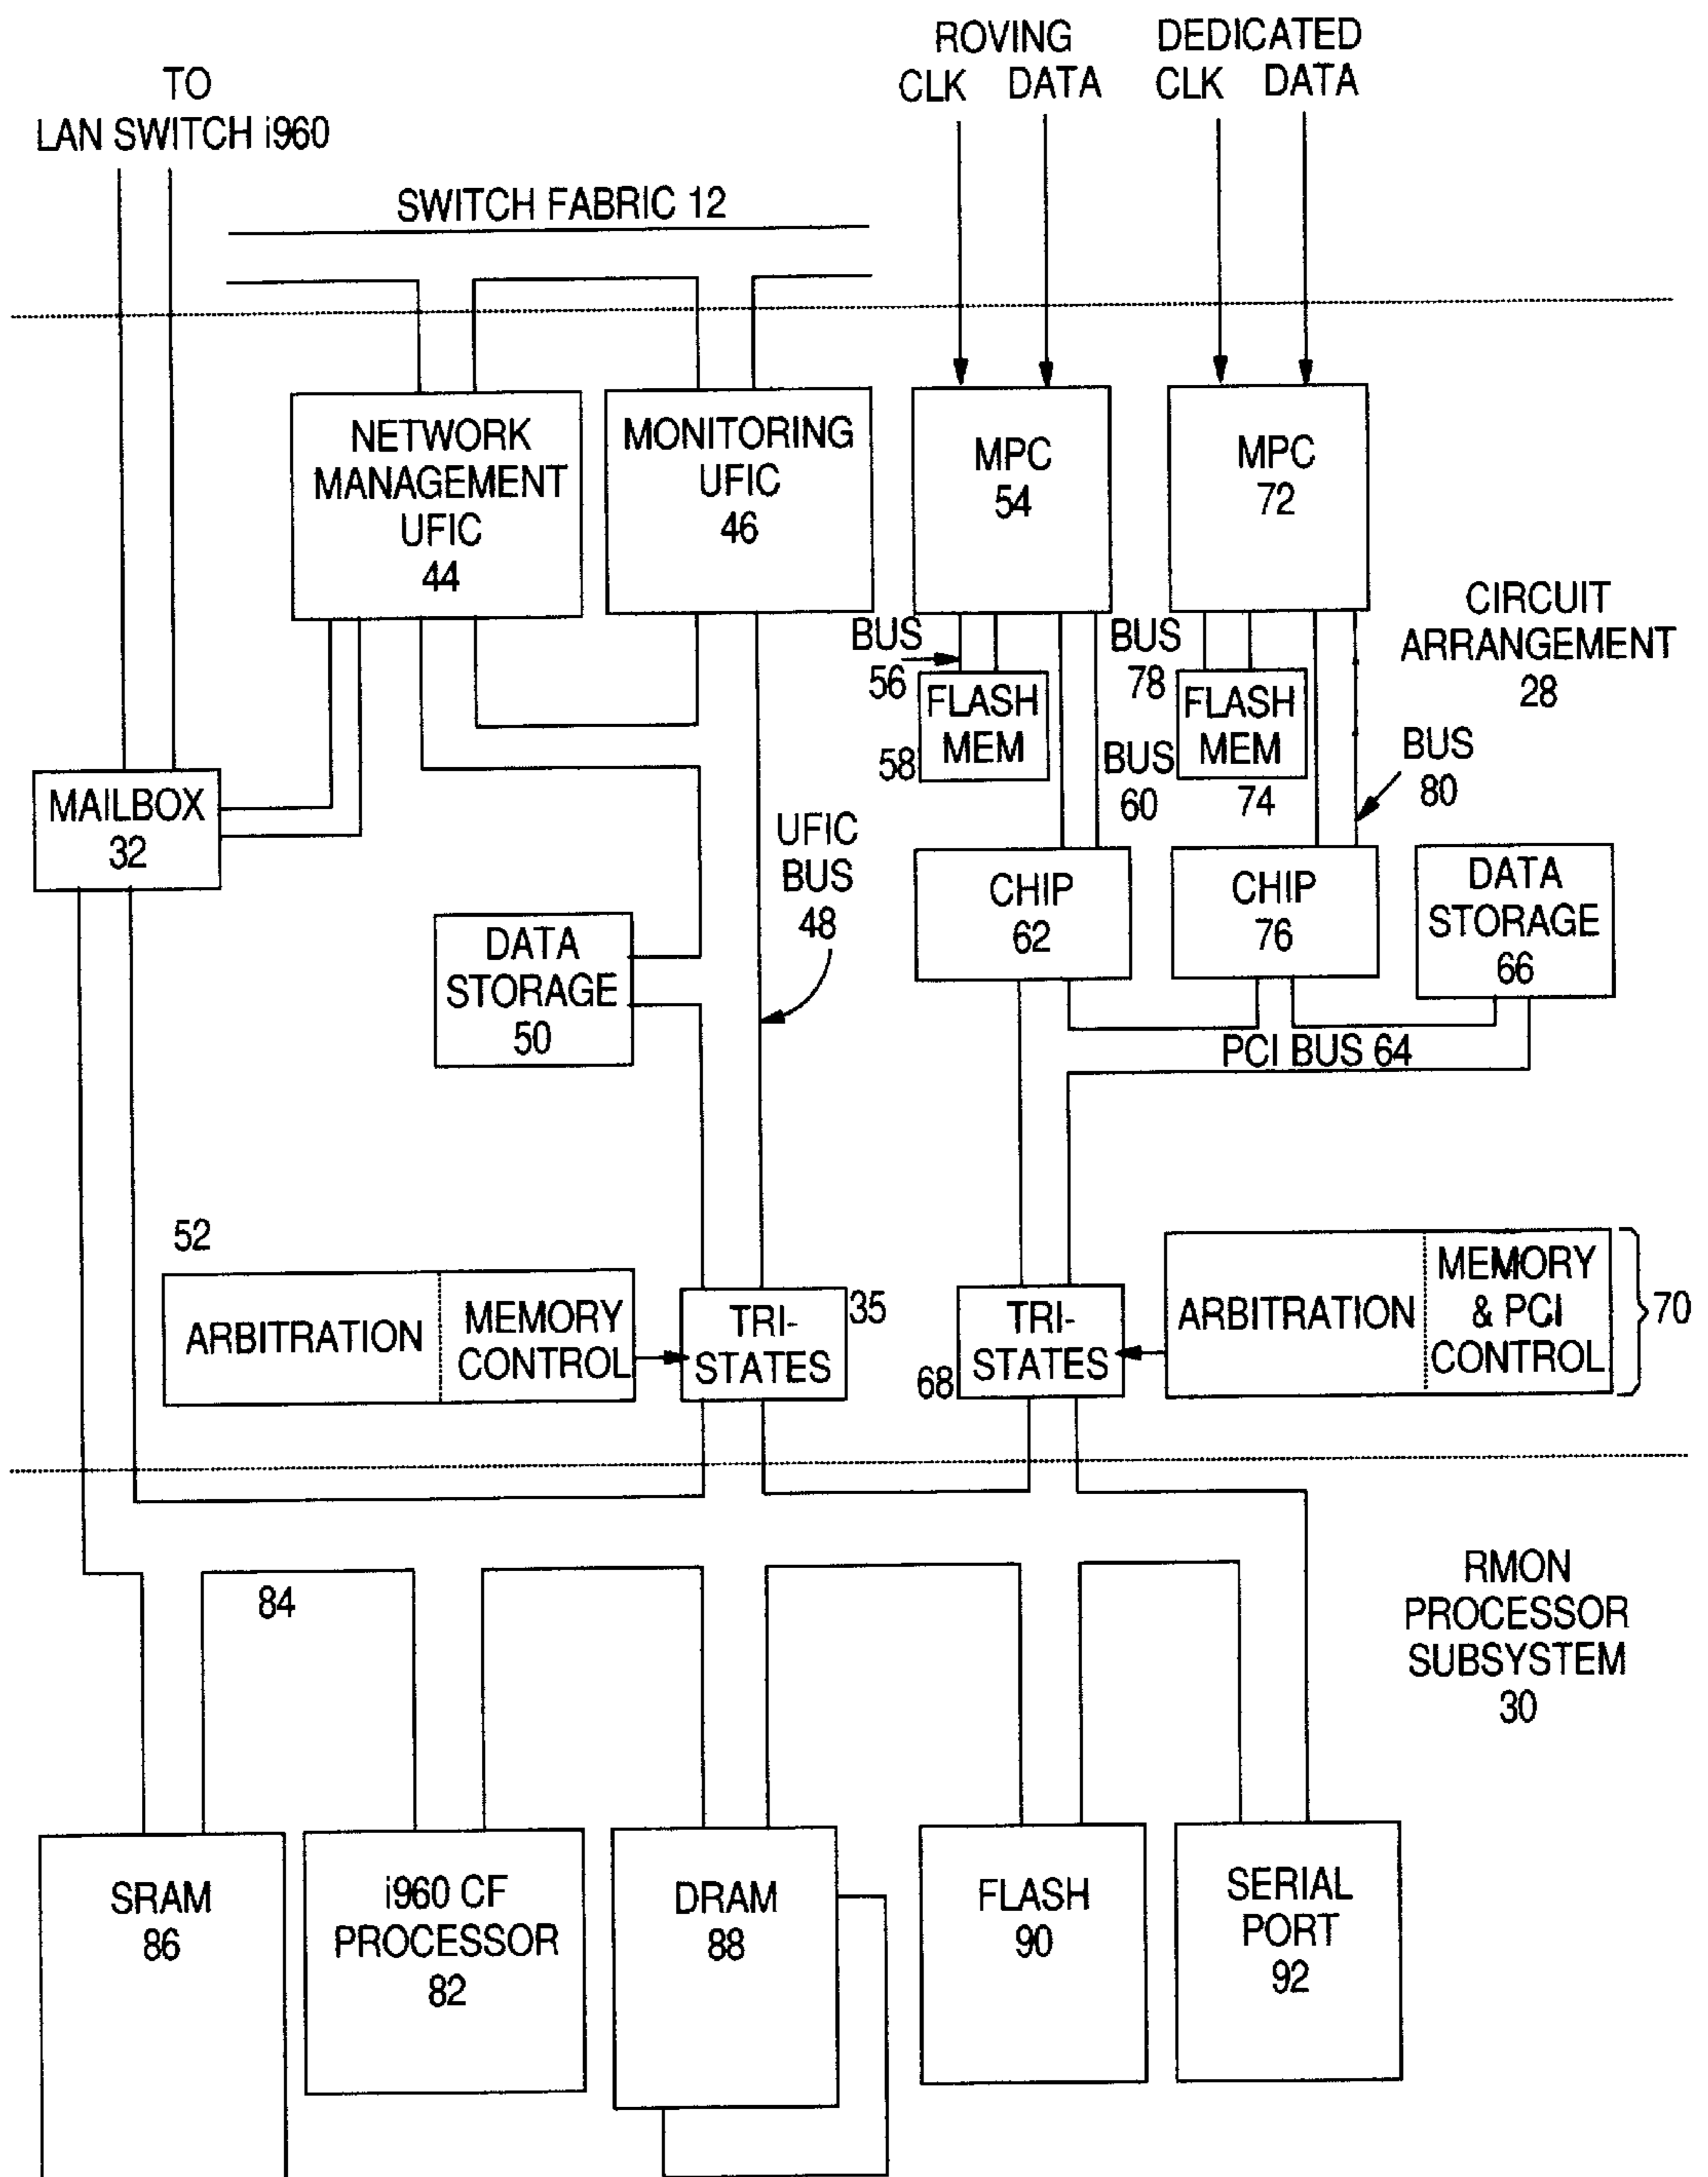 TO
LAN SWITCH i960
ROVING
CLK DATA
DEDICATED
CLK DATA
SWITCH FABRIC 12
NETWORK
MANAGEMENT
UFIC
44
MONITORING
UFIC
46
MPC
54
MPC
72
CIRCUIT
ARRANGEMENT
28
BUS
56
FLASH
MEM
58
BUS
78
BUS
60
FLASH
MEM
74
BUS
80
MAILBOX
32
UFIC
BUS
48
DATA
STORAGE
50
CHIP
62
CHIP
76
DATA
STORAGE
66
PCI BUS 64
52
ARBITRATION
MEMORY
CONTROL
TRI-
STATES
35
TRI-
STATES
68
ARBITRATION
MEMORY
& PCI
CONTROL
70
84
RMON
PROCESSOR
SUBSYSTEM
30
SRAM
86
i960 CF
PROCESSOR
82
DRAM
88
FLASH
90
SERIAL
PORT
92